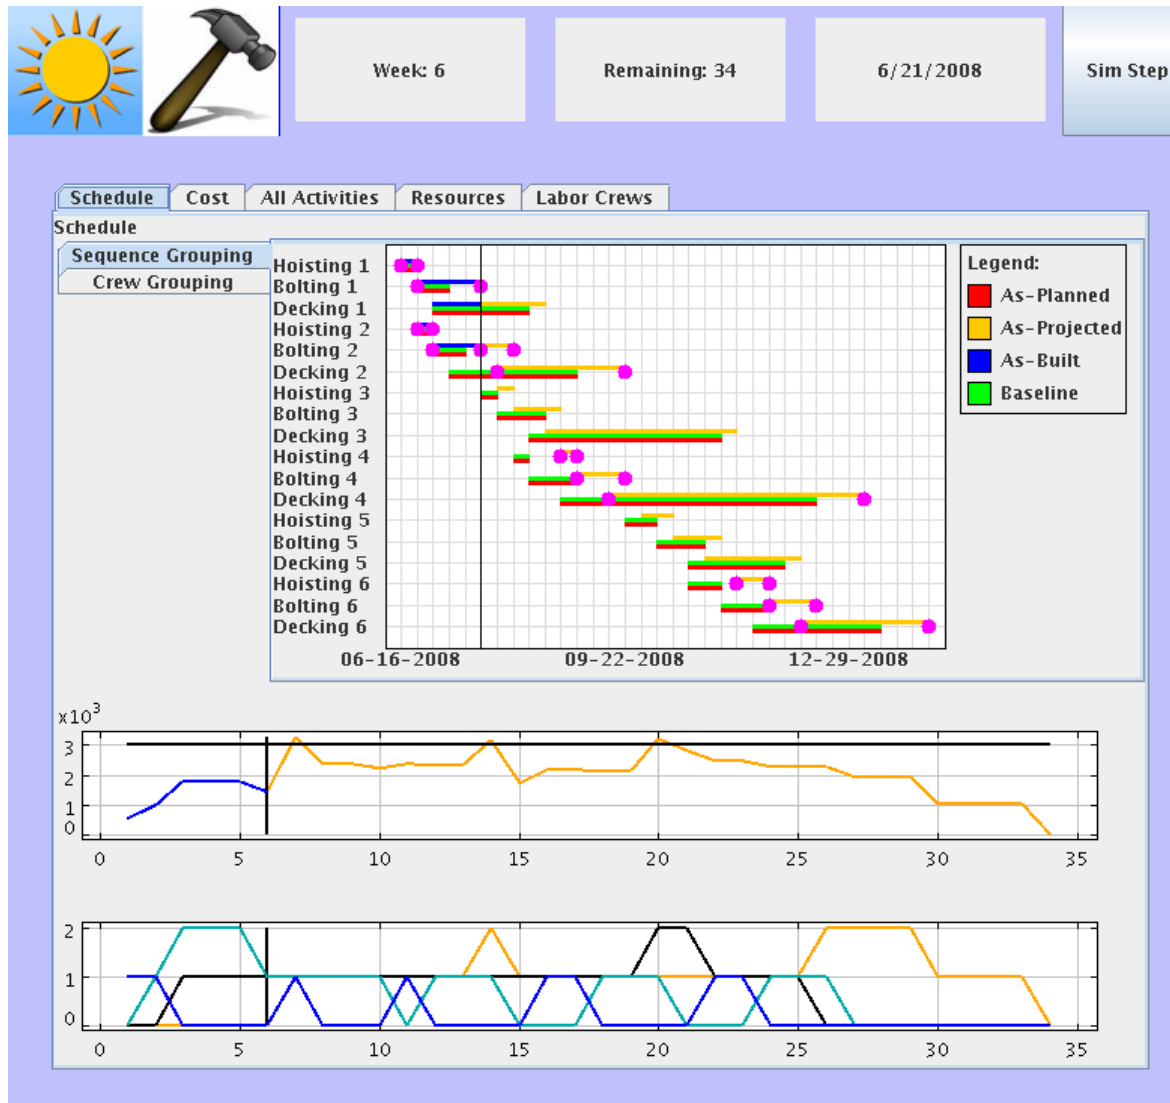 Week: 6
Remaining: 34
6/21/2008
Sim Step
Schedule
Cost
All Activities
Resources
Labor Crews
Schedule
Sequence Grouping
Crew Grouping
Hoisting 1
Bolting 1
Decking 1
Hoisting 2
Bolting 2
Decking 2
Hoisting 3
Bolting 3
Decking 3
Hoisting 4
Bolting 4
Decking 4
Hoisting 5
Bolting 5
Decking 5
Hoisting 6
Bolting 6
Decking 6
06-16-2008 09-22-2008 12-29-2008
Legend:
As-Planned
As-Projected
As-Built
Baseline
x10³
3
2
1
0
0 5 10 15 20 25 30 35
2
1
0
0 5 10 15 20 25 30 35